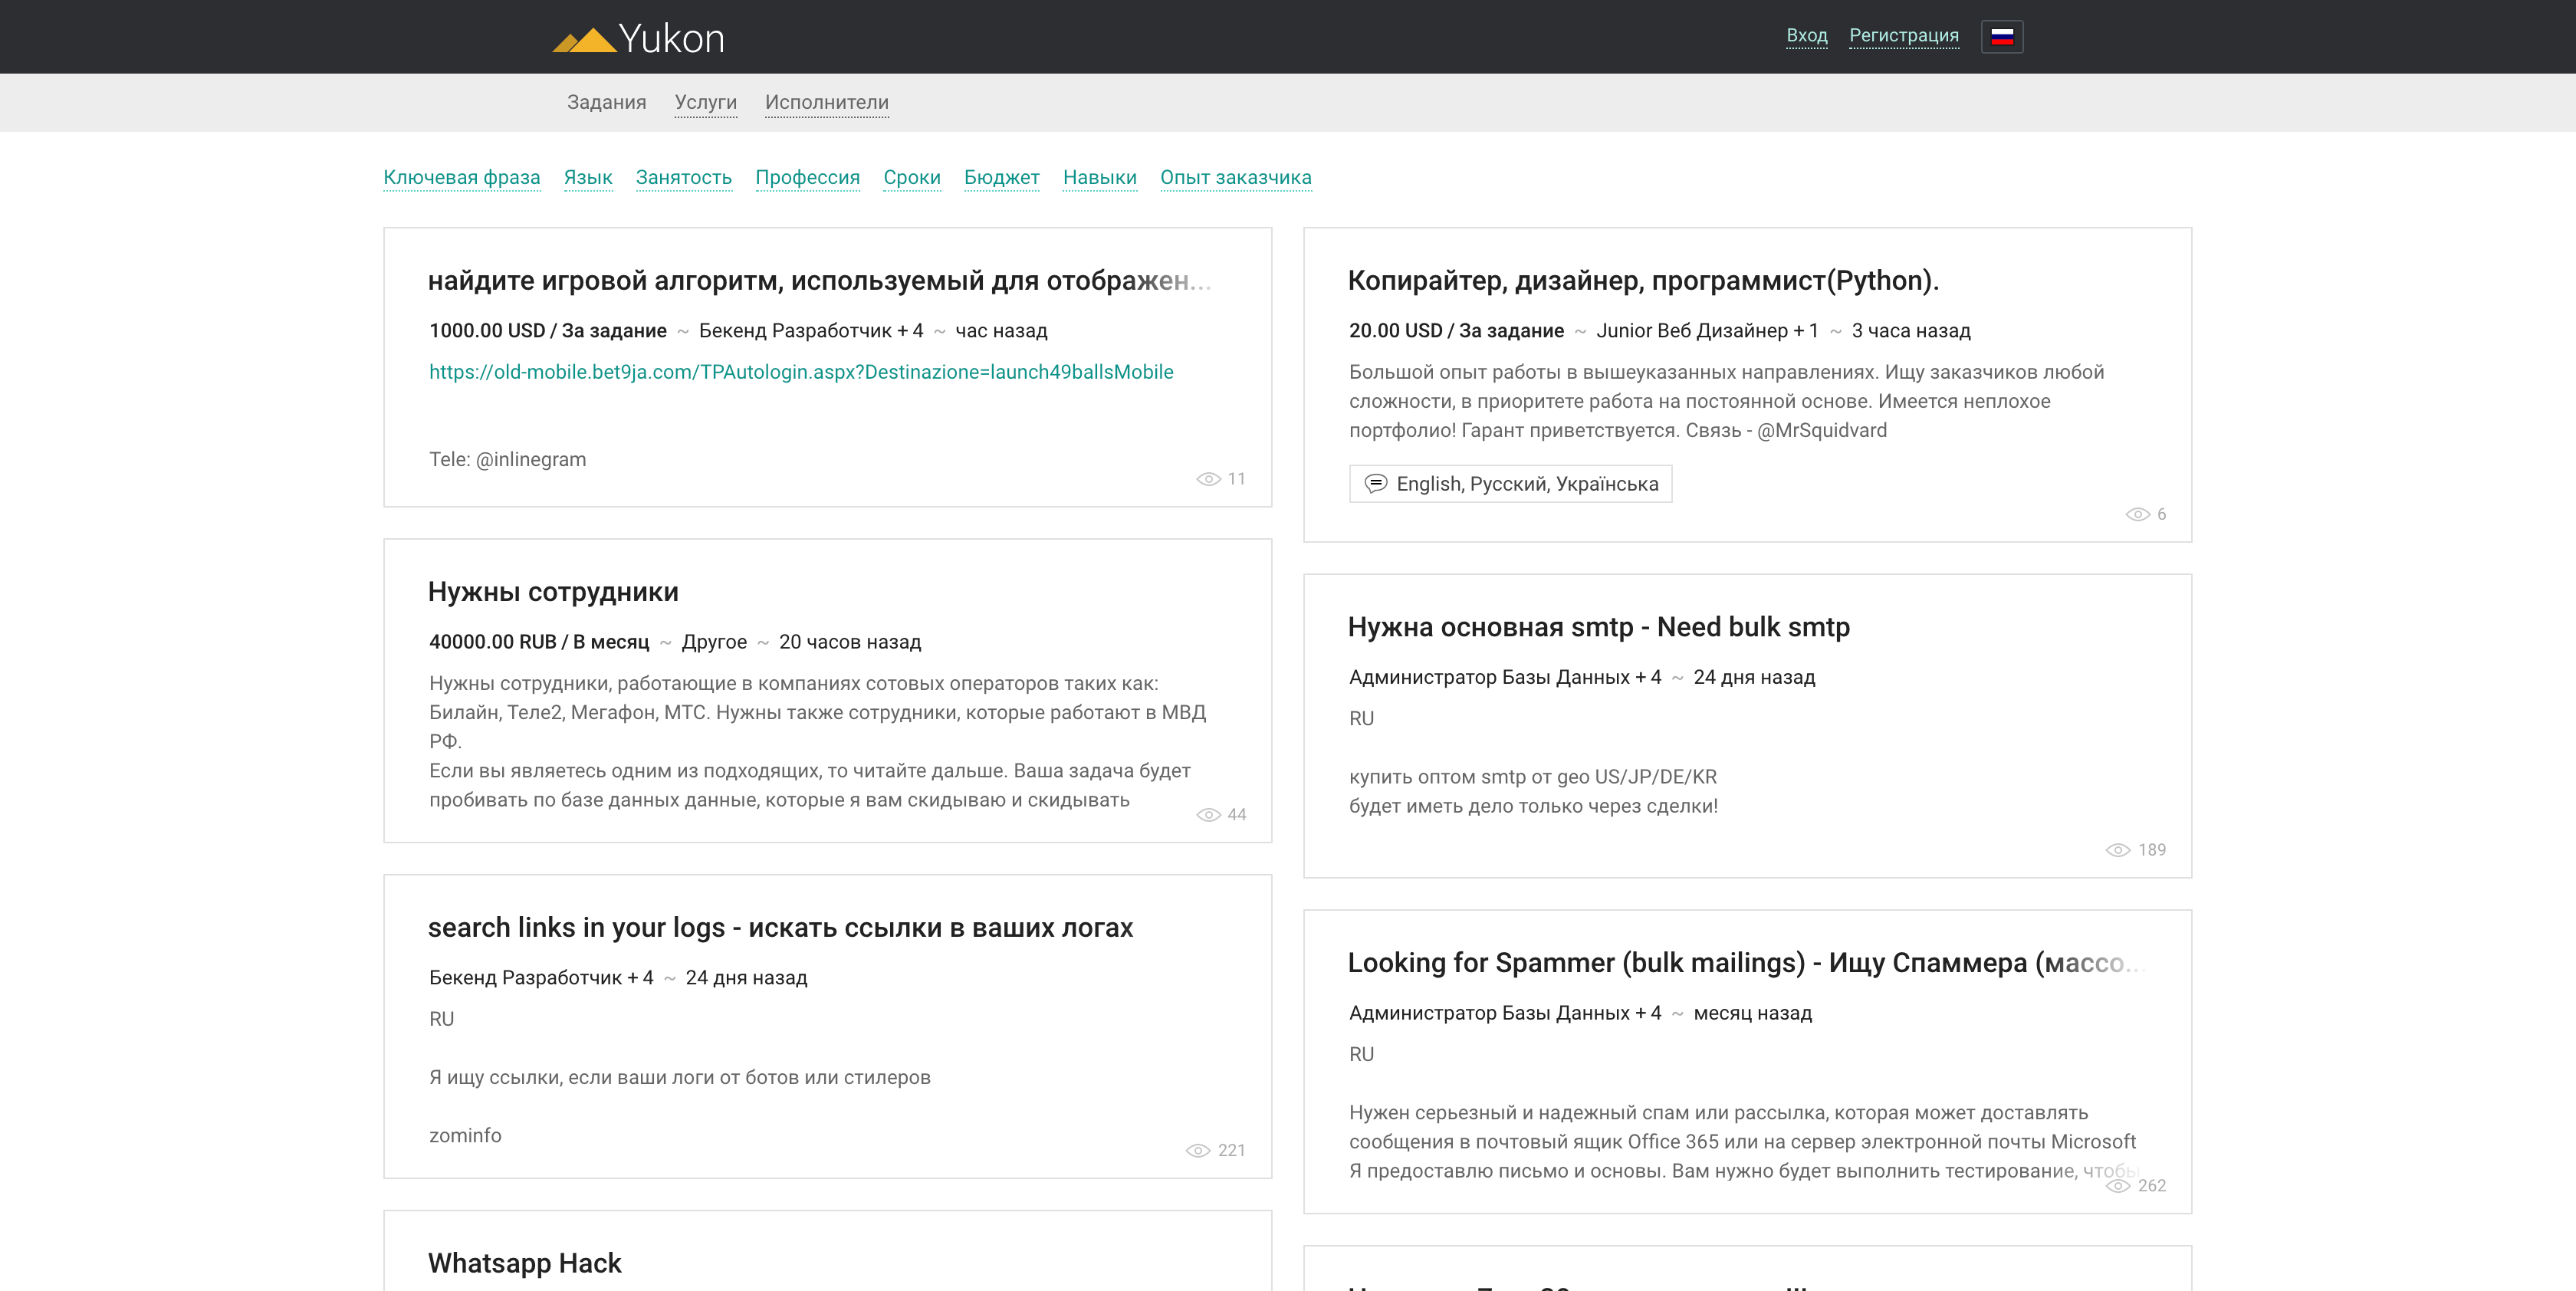 Yukon
Вход Регистрация
Задания Услуги Исполнители
Ключевая фраза Язык Занятость Профессия Сроки Бюджет Навыки Опыт заказчика
найдите игровой алгоритм, используемый для отображен...
1000.00 USD / За задание ~ Бекенд Разработчик + 4 ~ час назад
https://old-mobile.bet9ja.com/TPAutologin.aspx?Destinazione=launch49ballsMobile
Tele: @inlinegram
11
Копирайтер, дизайнер, программист(Python).
20.00 USD / За задание ~ Junior Веб Дизайнер + 1 ~ 3 часа назад
Большой опыт работы в вышеуказанных направлениях. Ищу заказчиков любой
сложности, в приоритете работа на постоянной основе. Имеется неплохое
портфолио! Гарант приветствуется. Связь - @MrSquidvard
English, Русский, Українська
6
Нужны сотрудники
40000.00 RUB / В месяц ~ Другое ~ 20 часов назад
Нужны сотрудники, работающие в компаниях сотовых операторов таких как:
Билайн, Теле2, Мегафон, МТС. Нужны также сотрудники, которые работают в МВД
РФ.
Если вы являетесь одним из подходящих, то читайте дальше. Ваша задача будет
пробивать по базе данных данные, которые я вам скидываю и скидывать
44
Нужна основная smtp - Need bulk smtp
Администратор Базы Данных + 4 ~ 24 дня назад
RU
купить оптом smtp от geo US/JP/DE/KR
будет иметь дело только через сделки!
189
search links in your logs - искать ссылки в ваших логах
Бекенд Разработчик + 4 ~ 24 дня назад
RU
Я ищу ссылки, если ваши логи от ботов или стилеров
zominfo
221
Looking for Spammer (bulk mailings) - Ищу Спаммера (массо...
Администратор Базы Данных + 4 ~ месяц назад
RU
Нужен серьезный и надежный спам или рассылка, которая может доставлять
сообщения в почтовый ящик Office 365 или на сервер электронной почты Microsoft
Я предоставлю письмо и основы. Вам нужно будет выполнить тестирование, чтобы
262
Whatsapp Hack